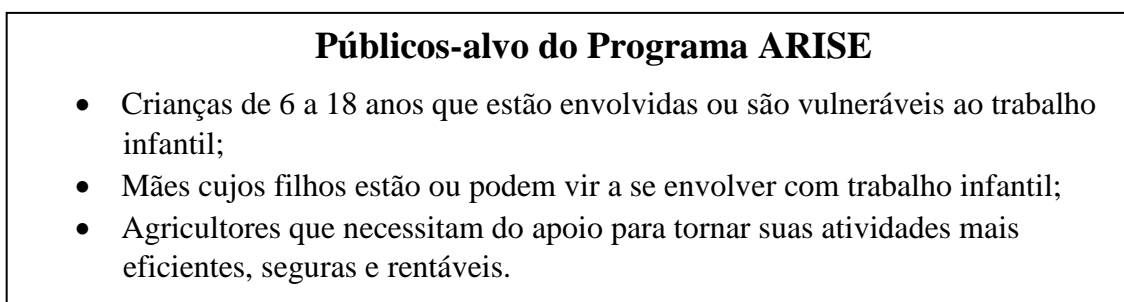 Públicos-alvo do Programa ARISE
• Crianças de 6 a 18 anos que estão envolvidas ou são vulneráveis ao trabalho
infantil;
• Mães cujos filhos estão ou podem vir a se envolver com trabalho infantil;
• Agricultores que necessitam do apoio para tornar suas atividades mais
eficientes, seguras e rentáveis.